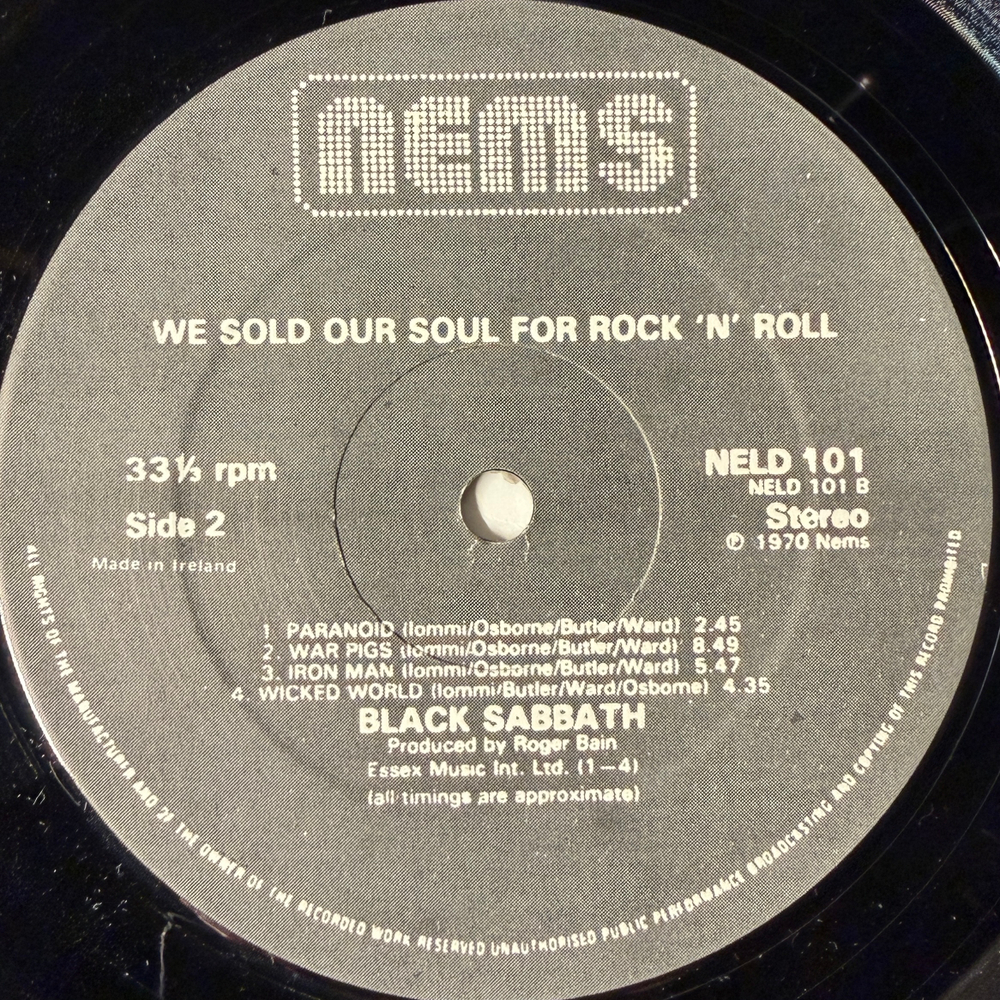 nems
WE SOLD OUR SOUL FOR ROCK 'N' ROLL
33⅓ rpm
Side 2
Made in Ireland
NELD 101
NELD 101 B
Stereo
℗ 1970 Nems
1 PARANOID (Iommi/Osborne/Butler/Ward) 2.45
2. WAR PIGS (Iommi/Osborne/Butler/Ward) 8.49
3. IRON MAN (Iommi/Osborne/Butler/Ward) 5.47
4. WICKED WORLD (Iommi/Butler/Ward/Osborne) 4.35
BLACK SABBATH
Produced by Roger Bain
Essex Music Int. Ltd. (1—4)
(all timings are approximate)
ALL RIGHTS OF THE MANUFACTURER AND OF THE OWNER OF THE RECORDED WORK RESERVED UNAUTHORISED PUBLIC PERFORMANCE BROADCASTING AND COPYING OF THIS RECORD PROHIBITED